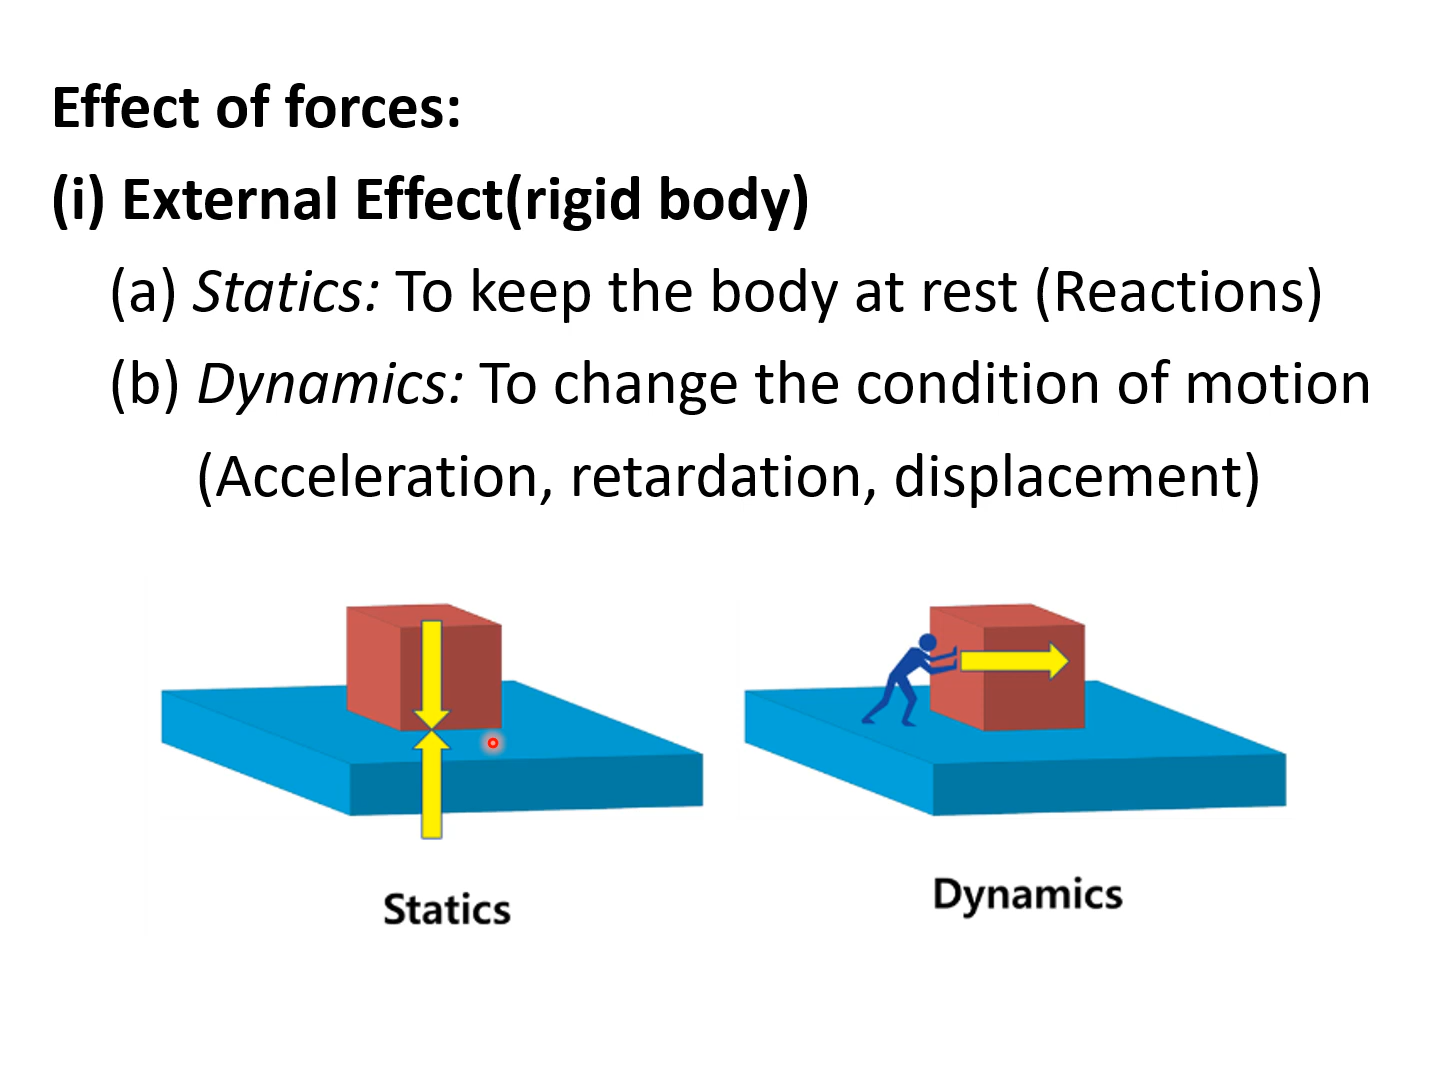 Effect of forces:
(i) External Effect(rigid body)
(a) Statics: To keep the body at rest (Reactions)
(b) Dynamics: To change the condition of motion
(Acceleration, retardation, displacement)
Statics
Dynamics